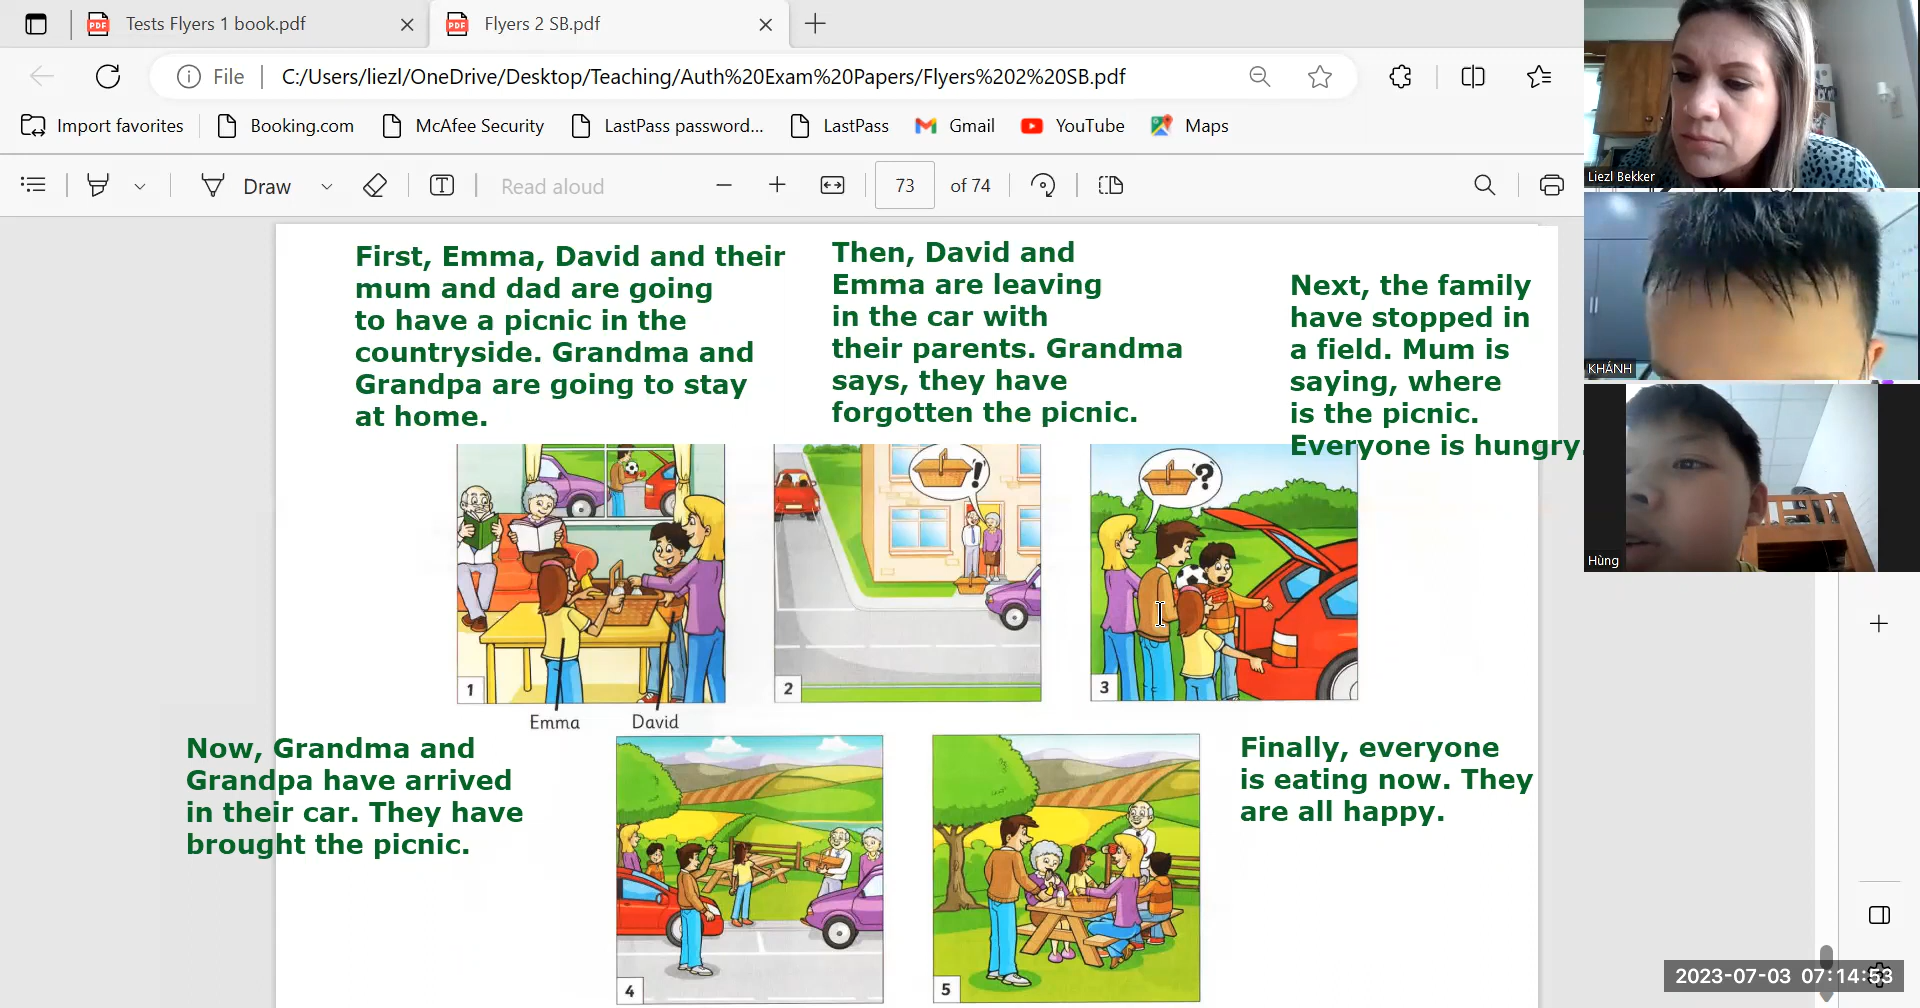 Tests Flyers 1 book.pdf
Flyers 2 SB.pdf
File
C:/Users/liezl/OneDrive/Desktop/Teaching/Auth%20Exam%20Papers/Flyers%202%20SB.pdf
Import favorites
Booking.com
McAfee Security
LastPass password...
LastPass
Gmail
YouTube
Maps
Draw
Read aloud
73
of 74
First, Emma, David and their
mum and dad are going
to have a picnic in the
countryside. Grandma and
Grandpa are going to stay
at home.
Then, David and
Emma are leaving
in the car with
their parents. Grandma
says, they have
forgotten the picnic.
Next, the family
have stopped in
a field. Mum is
saying, where
is the picnic.
Everyone is hungry.
!
?
1
2
3
Emma
David
Now, Grandma and
Grandpa have arrived
in their car. They have
brought the picnic.
Finally, everyone
is eating now. They
are all happy.
4
5
Liezl Bekker
KHÁNH
Hùng
2023-07-03 07:14:53